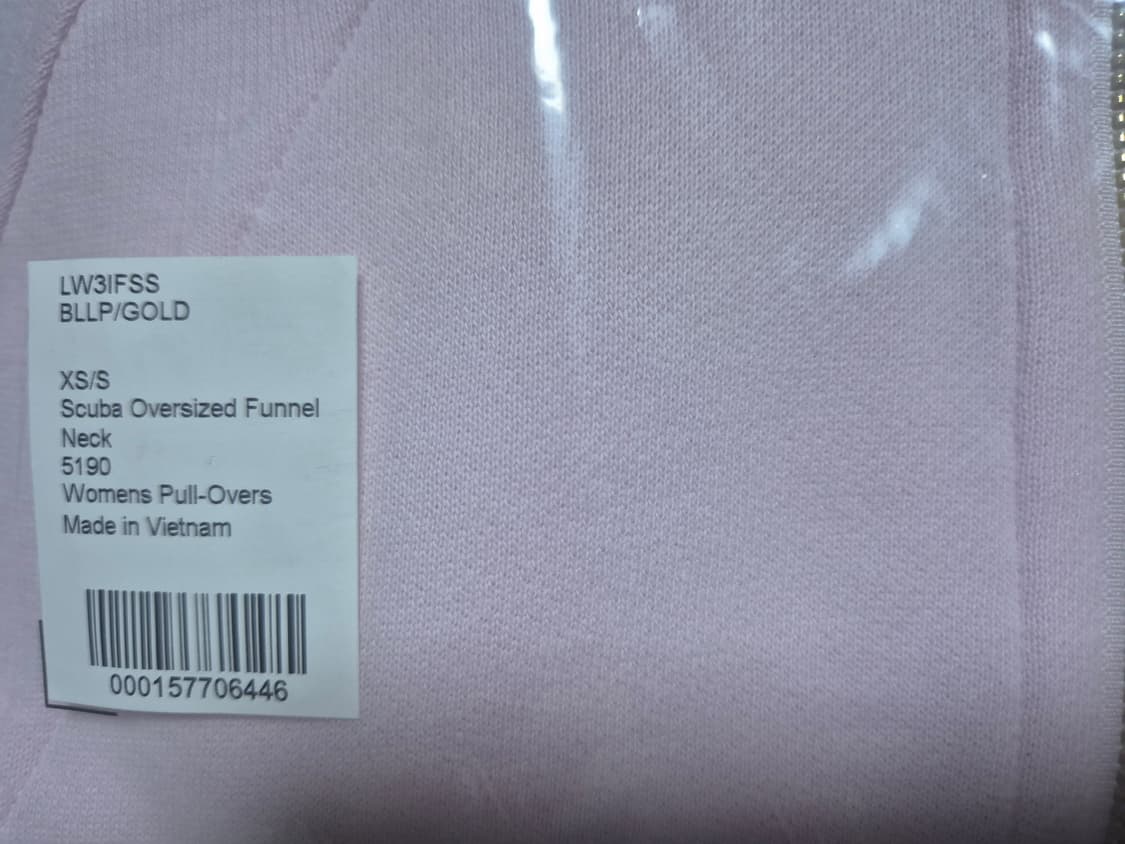 LW3IFSS
BLLP/GOLD
XS/S
Scuba Oversized Funnel
Neck
5190
Womens Pull-Overs
Made in Vietnam
000157706446